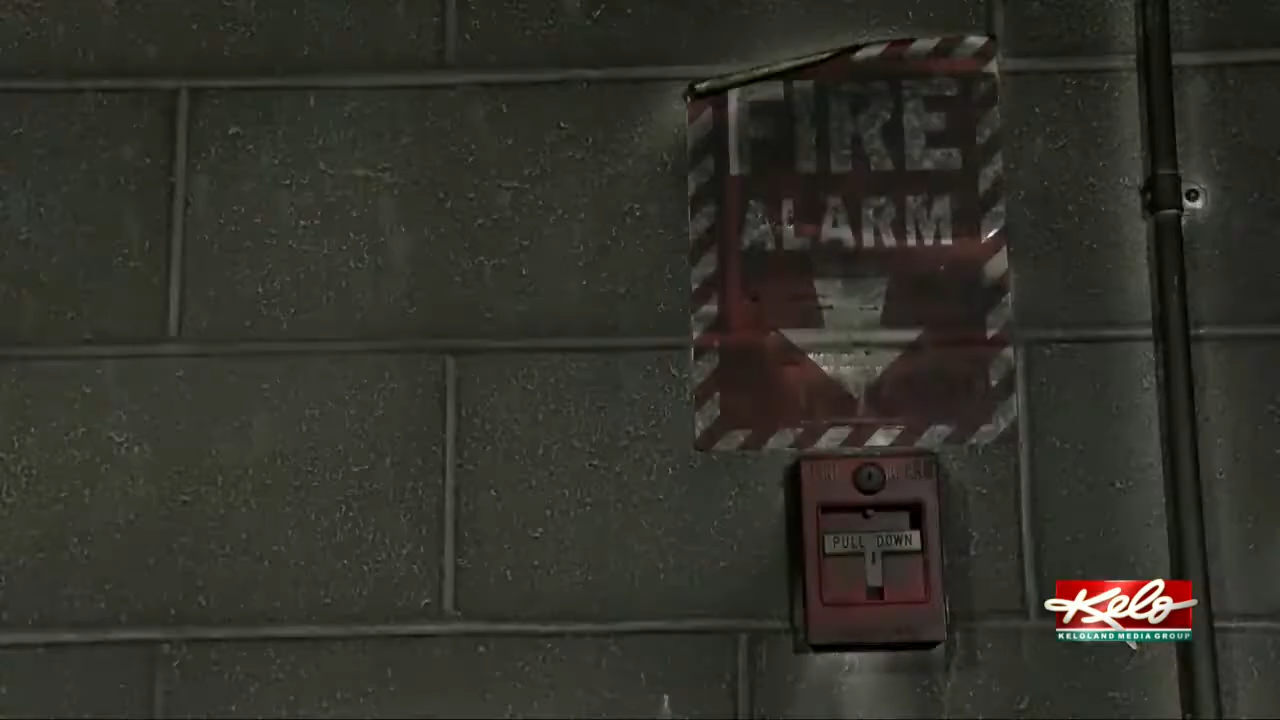 FIRE
ALARM
PULL DOWN
Kelo
KELOLAND MEDIA GROUP